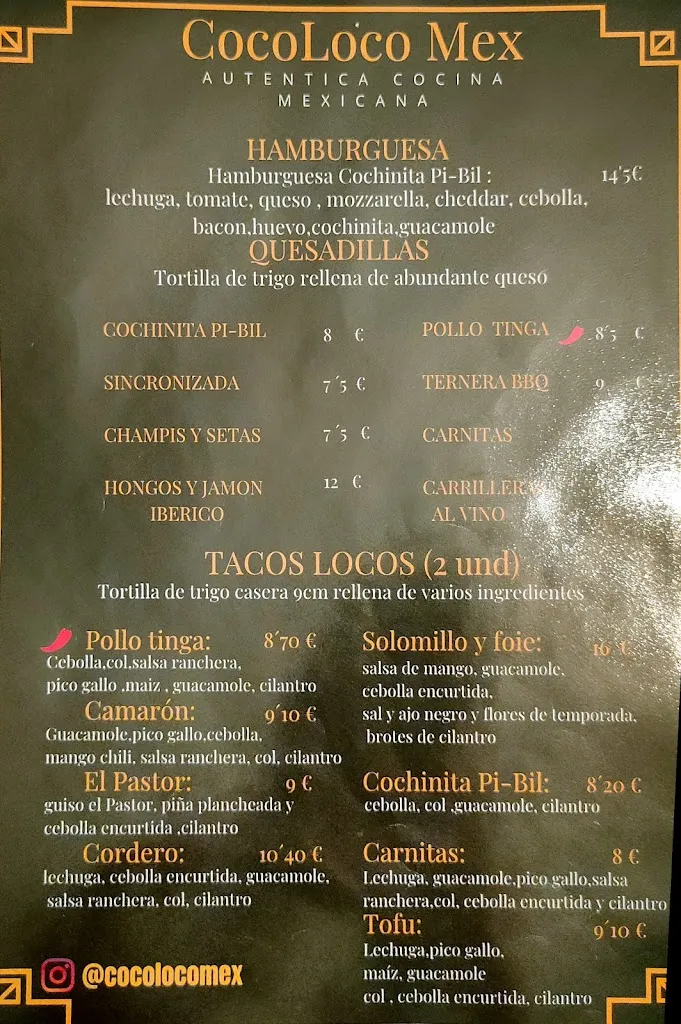 CocoLoco Mex
AUTENTICA COCINA
MEXICANA
HAMBURGUESA
Hamburguesa Cochinita Pi-Bil : 14'5€
lechuga, tomate, queso , mozzarella, cheddar, cebolla,
bacon,huevo,cochinita,guacamole
QUESADILLAS
Tortilla de trigo rellena de abundante queso
COCHINITA PI-BIL 8 €
POLLO TINGA 8´5 €
SINCRONIZADA 7´5 €
TERNERA BBQ 9 €
CHAMPIS Y SETAS 7´5 €
CARNITAS
HONGOS Y JAMON
IBERICO 12 €
CARRILLERAS
AL VINO
TACOS LOCOS (2 und)
Tortilla de trigo casera 9cm rellena de varios ingredientes
Pollo tinga: 8´70 €
Cebolla,col,salsa ranchera,
pico gallo ,maiz , guacamole, cilantro
Camarón: 9´10 €
Guacamole,pico gallo,cebolla,
mango chili, salsa ranchera, col, cilantro
El Pastor: 9 €
guiso el Pastor, piña plancheada y
cebolla encurtida ,cilantro
Cordero: 10´40 €
lechuga, cebolla encurtida, guacamole,
salsa ranchera, col, cilantro
Solomillo y foie: 16 €
salsa de mango, guacamole,
cebolla encurtida,
sal y ajo negro y flores de temporada,
brotes de cilantro
Cochinita Pi-Bil: 8´20 €
cebolla, col ,guacamole, cilantro
Carnitas: 8 €
Lechuga, guacamole,pico gallo,salsa
ranchera,col, cebolla encurtida y cilantro
Tofu: 9´10 €
Lechuga,pico gallo,
maíz, guacamole
col , cebolla encurtida, cilantro
@cocolocomex